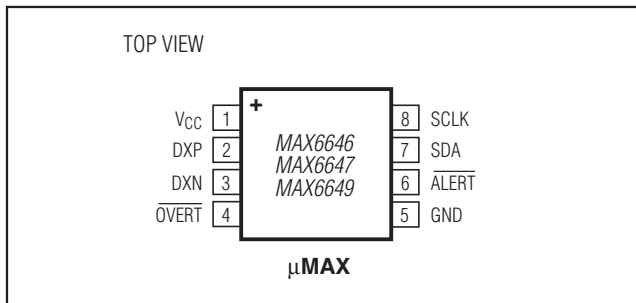 TOP VIEW
VCC 1 + 8 SCLK
DXP 2 MAX6646 7 SDA
DXN 3 MAX6647 6 ALERT
OVERT 4 MAX6649 5 GND
µMAX